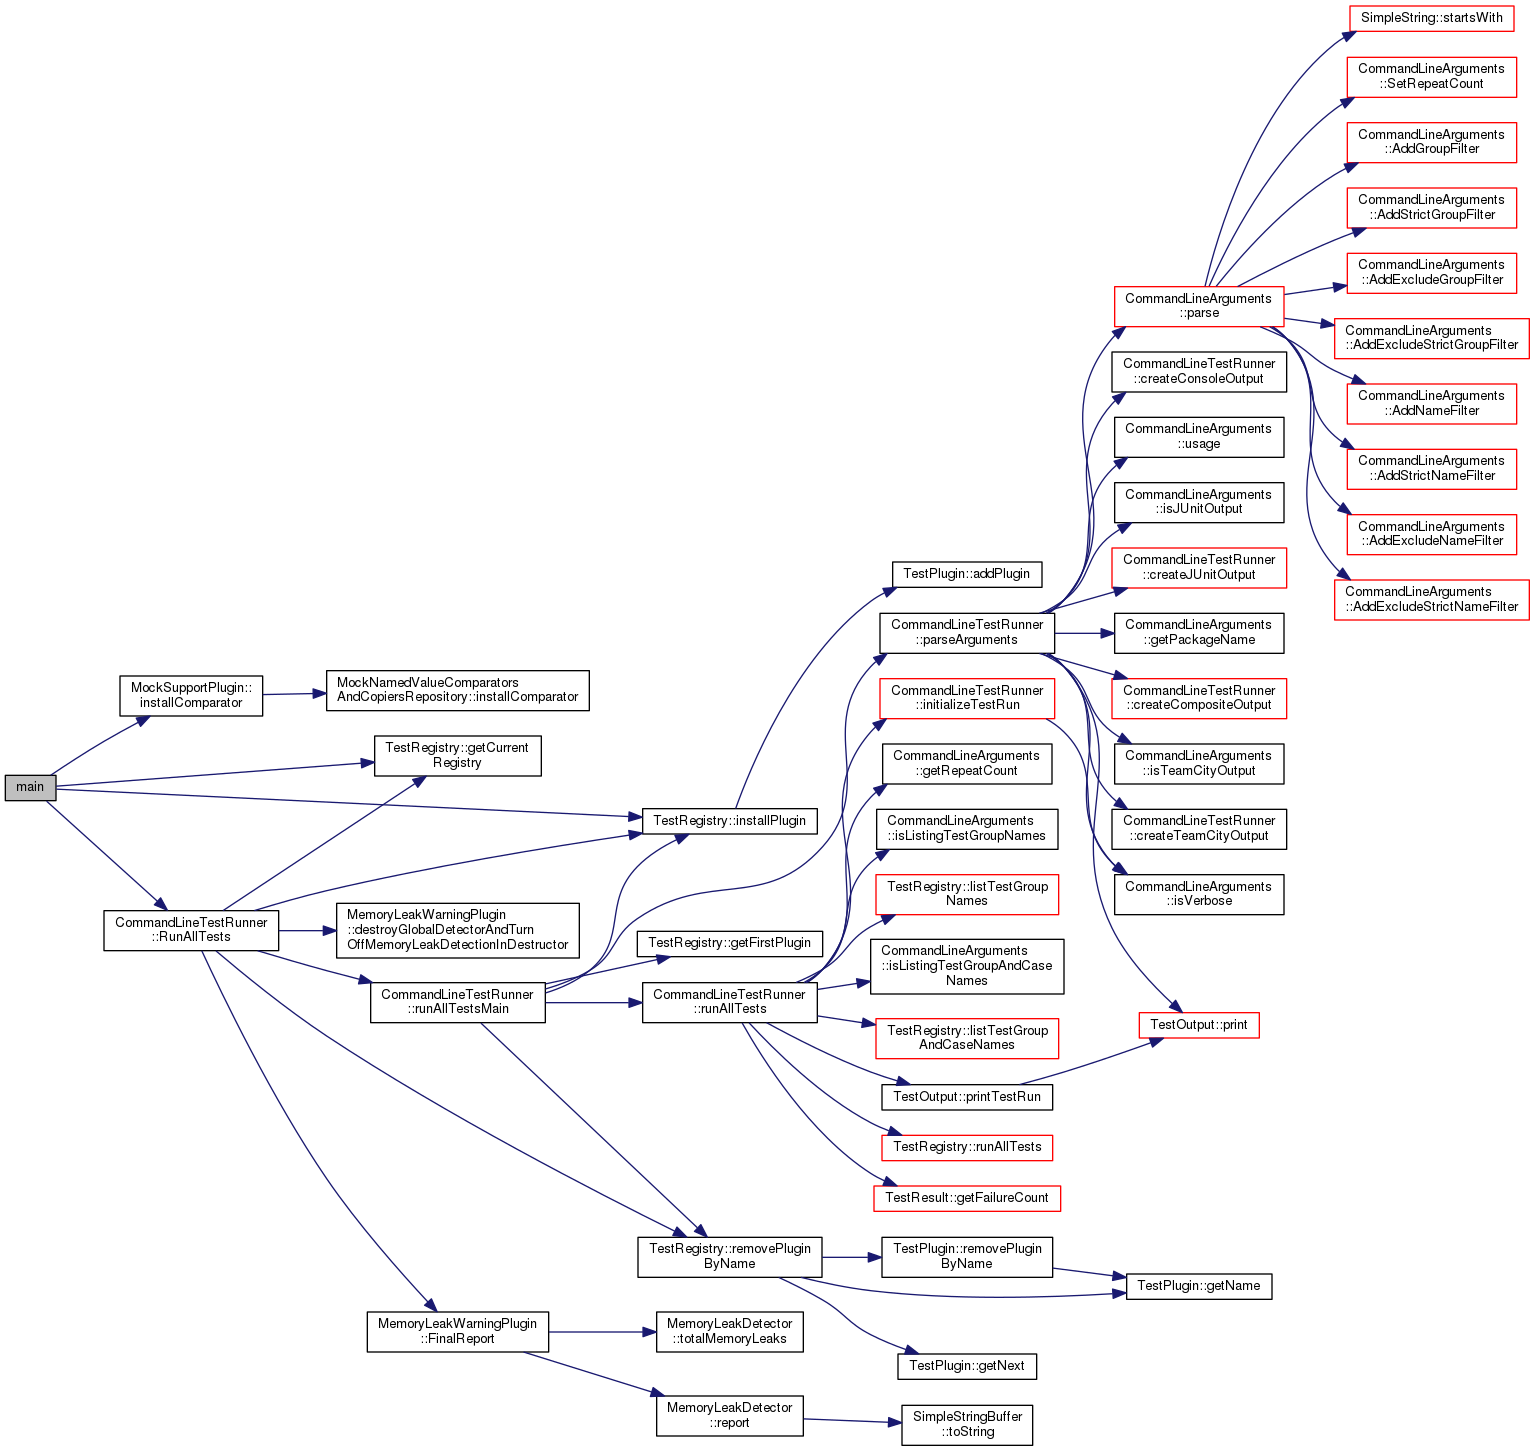 main
MockSupportPlugin::
installComparator
TestRegistry::getCurrent
Registry
CommandLineTestRunner
::RunAllTests
MockNamedValueComparators
AndCopiersRepository::installComparator
MemoryLeakWarningPlugin
::destroyGlobalDetectorAndTurn
OffMemoryLeakDetectionInDestructor
CommandLineTestRunner
::runAllTestsMain
MemoryLeakWarningPlugin
::FinalReport
TestRegistry::installPlugin
TestRegistry::getFirstPlugin
CommandLineTestRunner
::runAllTests
TestRegistry::removePlugin
ByName
MemoryLeakDetector
::totalMemoryLeaks
MemoryLeakDetector
::report
TestPlugin::addPlugin
CommandLineTestRunner
::parseArguments
CommandLineTestRunner
::initializeTestRun
CommandLineArguments
::getRepeatCount
CommandLineArguments
::isListingTestGroupNames
TestRegistry::listTestGroup
Names
CommandLineArguments
::isListingTestGroupAndCase
Names
TestRegistry::listTestGroup
AndCaseNames
TestOutput::printTestRun
TestRegistry::runAllTests
TestResult::getFailureCount
TestPlugin::removePlugin
ByName
TestPlugin::getNext
SimpleStringBuffer
::toString
CommandLineArguments
::parse
CommandLineTestRunner
::createConsoleOutput
CommandLineArguments
::usage
CommandLineArguments
::isJUnitOutput
CommandLineTestRunner
::createJUnitOutput
CommandLineArguments
::getPackageName
CommandLineTestRunner
::createCompositeOutput
CommandLineArguments
::isTeamCityOutput
CommandLineTestRunner
::createTeamCityOutput
CommandLineArguments
::isVerbose
TestOutput::print
TestPlugin::getName
SimpleString::startsWith
CommandLineArguments
::SetRepeatCount
CommandLineArguments
::AddGroupFilter
CommandLineArguments
::AddStrictGroupFilter
CommandLineArguments
::AddExcludeGroupFilter
CommandLineArguments
::AddExcludeStrictGroupFilter
CommandLineArguments
::AddNameFilter
CommandLineArguments
::AddStrictNameFilter
CommandLineArguments
::AddExcludeNameFilter
CommandLineArguments
::AddExcludeStrictNameFilter